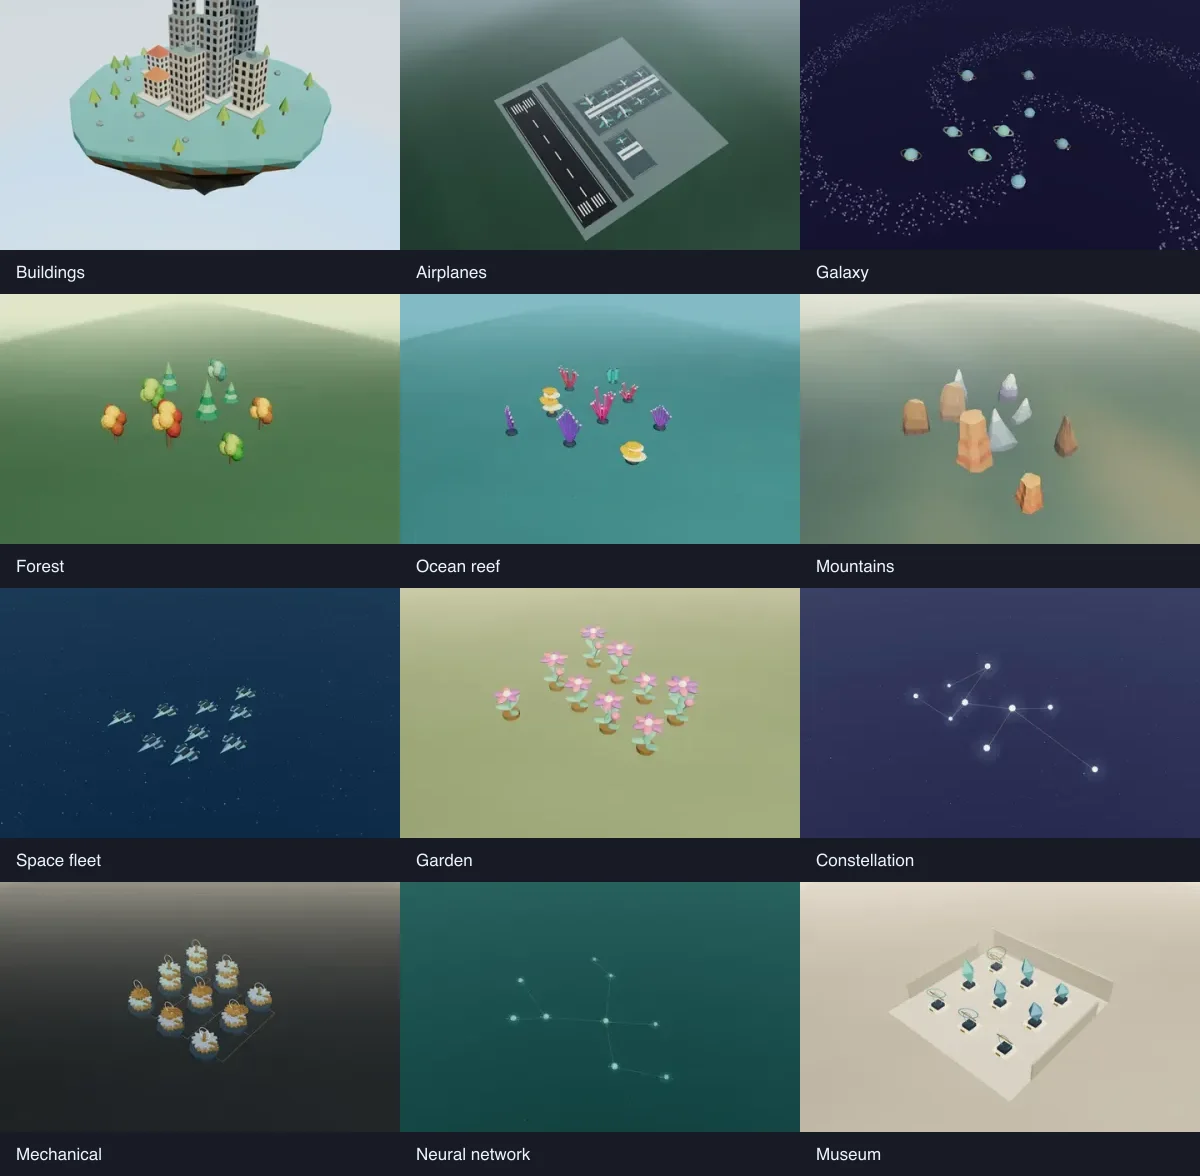 Buildings
Airplanes
Galaxy
Forest
Ocean reef
Mountains
Space fleet
Garden
Constellation
Mechanical
Neural network
Museum